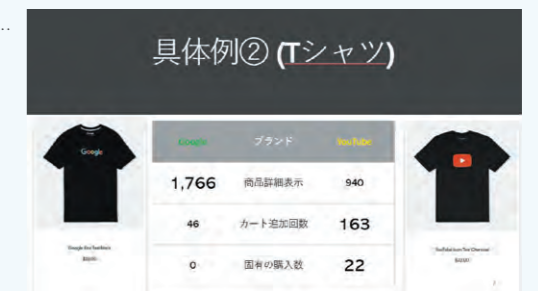 具体例② (Tシャツ)
Google
Google ブランド YouTube
1,766 商品詳細表示 940
46 カート追加回数 163
0 固有の購入数 22